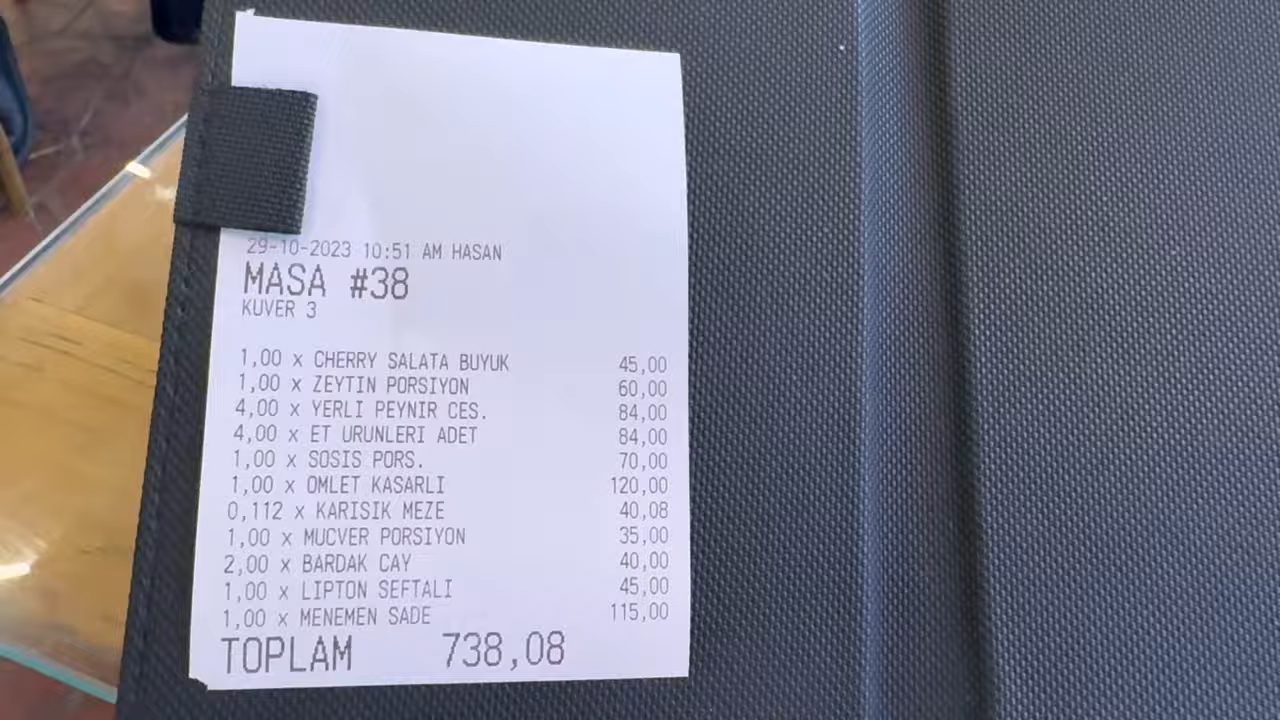 29-10-2023 10:51 AM HASAN
MASA #38
KUVER 3
1,00 x CHERRY SALATA BUYUK 45,00
1,00 x ZEYTIN PORSIYON 60,00
4,00 x YERLI PEYNIR CES. 84,00
4,00 x ET URUNLERI ADET 84,00
1,00 x SOSIS PORS. 70,00
1,00 x OMLET KASARLI 120,00
0,112 x KARISIK MEZE 40,08
1,00 x MUCVER PORSIYON 35,00
2,00 x BARDAK CAY 40,00
1,00 x LIPTON SEFTALI 45,00
1,00 x MENEMEN SADE 115,00
TOPLAM 738,08